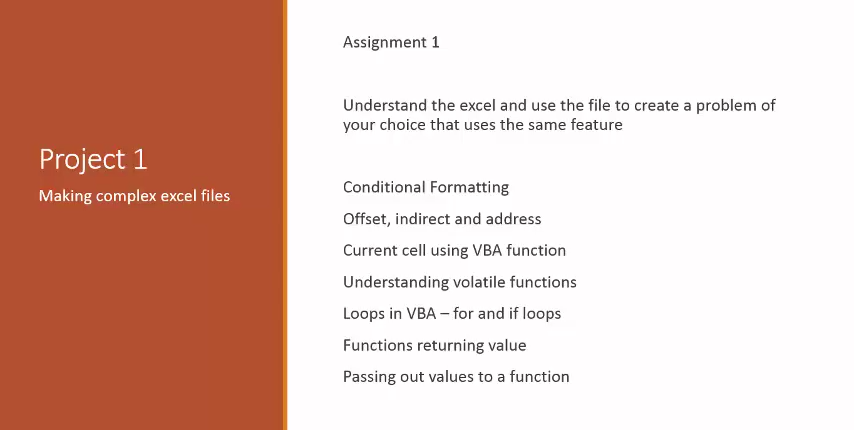 Project 1
Making complex excel files
Assignment 1
Understand the excel and use the file to create a problem of
your choice that uses the same feature
Conditional Formatting
Offset, indirect and address
Current cell using VBA function
Understanding volatile functions
Loops in VBA – for and if loops
Functions returning value
Passing out values to a function